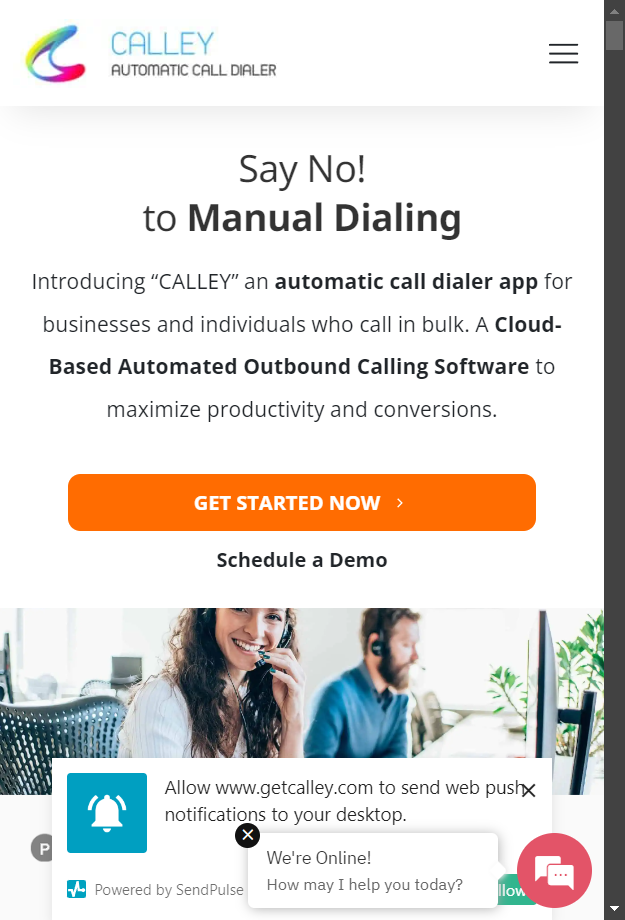 CALLEY
AUTOMATIC CALL DIALER
Say No!
to Manual Dialing
Introducing “CALLEY” an automatic call dialer app for
businesses and individuals who call in bulk. A Cloud-
Based Automated Outbound Calling Software to
maximize productivity and conversions.
GET STARTED NOW
Schedule a Demo
Allow www.getcalley.com to send web push
notifications to your desktop.
P
We're Online!
How may I help you today?
Powered by SendPulse